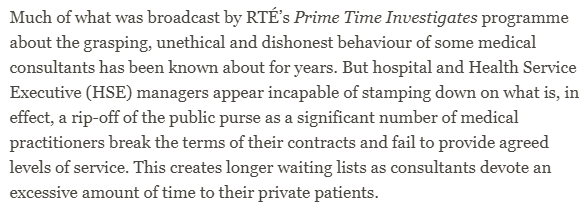 Much of what was broadcast by RTÉ’s Prime Time Investigates programme
about the grasping, unethical and dishonest behaviour of some medical
consultants has been known about for years. But hospital and Health Service
Executive (HSE) managers appear incapable of stamping down on what is, in
effect, a rip-off of the public purse as a significant number of medical
practitioners break the terms of their contracts and fail to provide agreed
levels of service. This creates longer waiting lists as consultants devote an
excessive amount of time to their private patients.